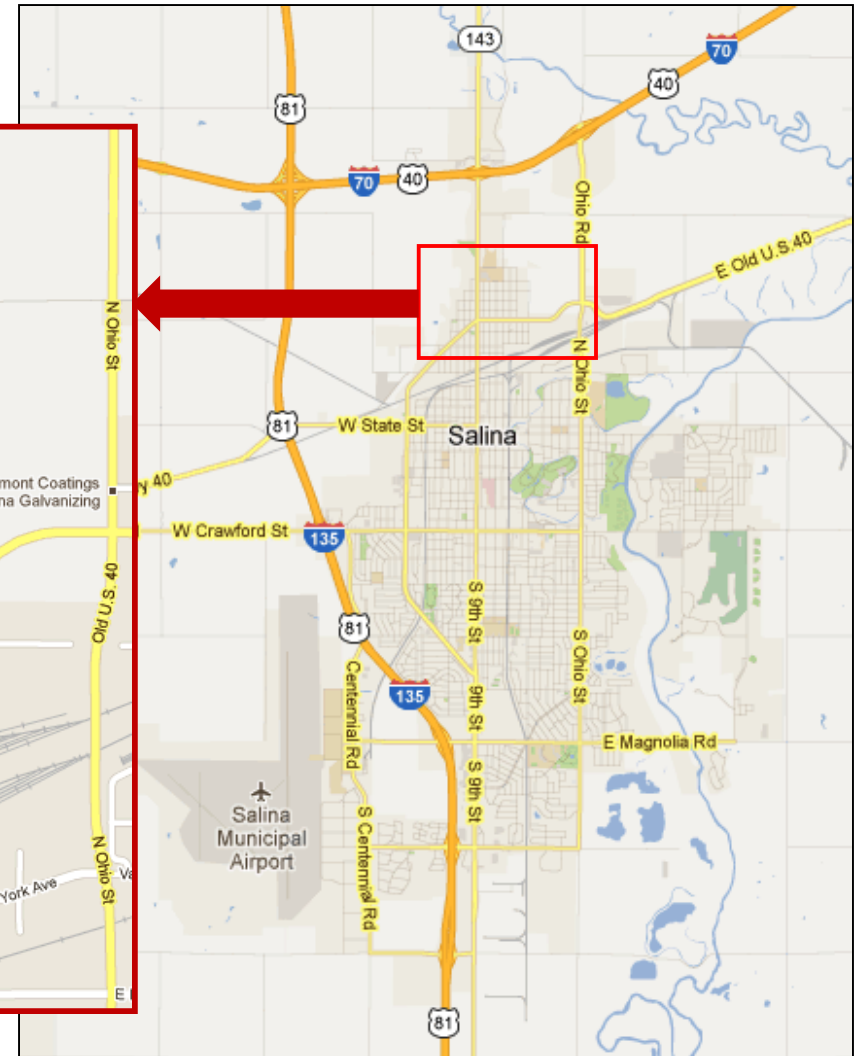 143
70
40
81
70
40
Ohio Rd
E Old U.S.40
N Ohio St
N Ohio St
W State St
81
Salina
mont Coatings
na Galvanizing
y 40
W Crawford St
135
Old U.S. 40
81
S 9th St
S Ohio St
Centennial Rd
135
9th St
E Magnolia Rd
S 9th St
Salina
Municipal
Airport
S Centennial Rd
N Ohio St
York Ave
Va
E
81